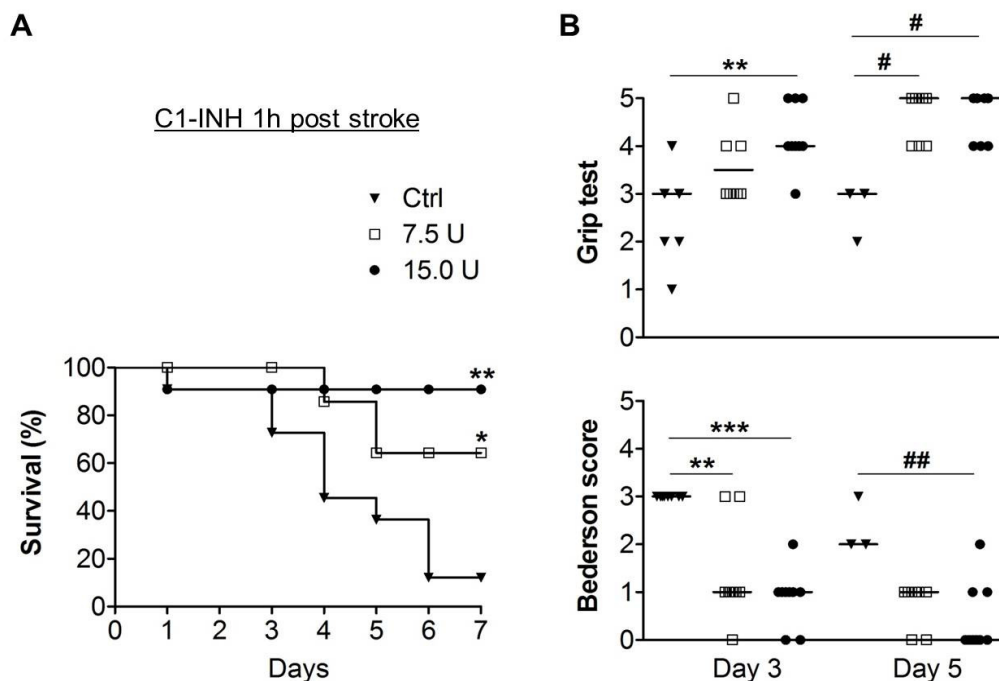 A
C1-INH 1h post stroke
Ctrl
7.5 U
15.0 U
Survival (%)
100
80
60
40
20
0
**
*
0 1 2 3 4 5 6 7
Days
B
Grip test
5
4
3
2
1
0
**
#
#
Bederson score
5
4
3
2
1
0
***
**
##
Day 3 Day 5